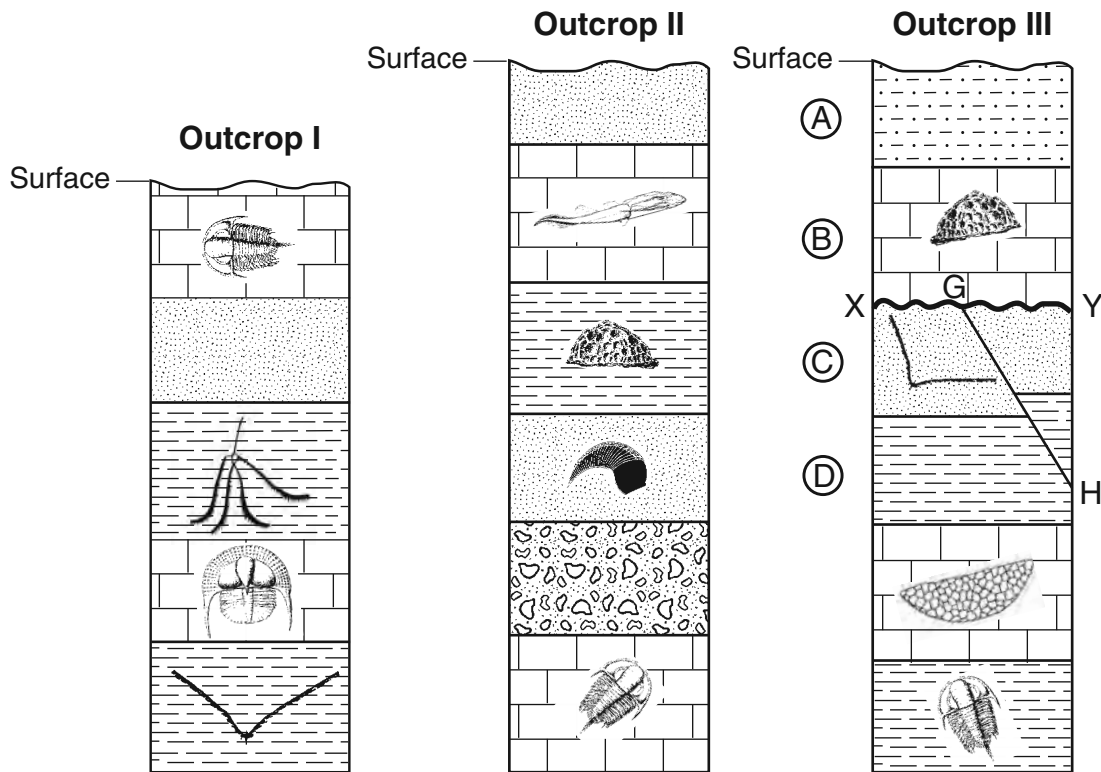 Outcrop I
Surface
Outcrop II
Surface
Outcrop III
Surface
A
B
G
X
Y
C
D
H